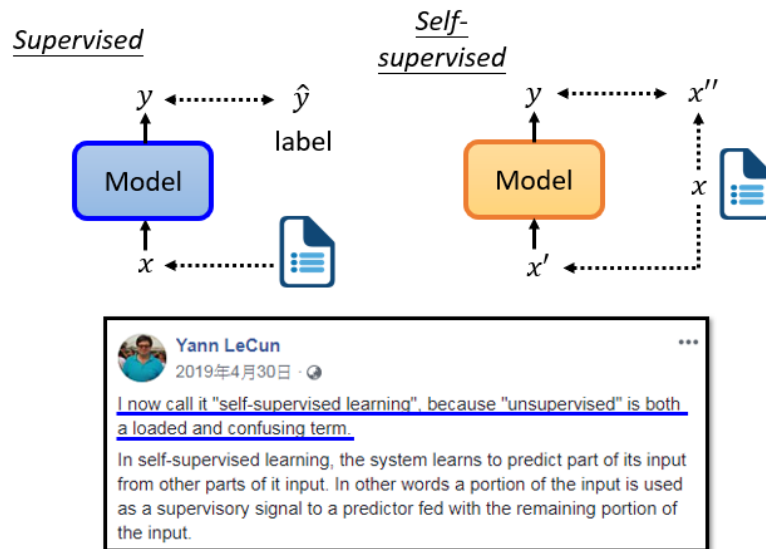 Supervised
Self-
supervised
y
ŷ
label
Model
x
y
x′′
Model
x
x′
Yann LeCun
2019年4月30日 ·
I now call it "self-supervised learning", because "unsupervised" is both
a loaded and confusing term.
In self-supervised learning, the system learns to predict part of its input
from other parts of it input. In other words a portion of the input is used
as a supervisory signal to a predictor fed with the remaining portion of
the input.